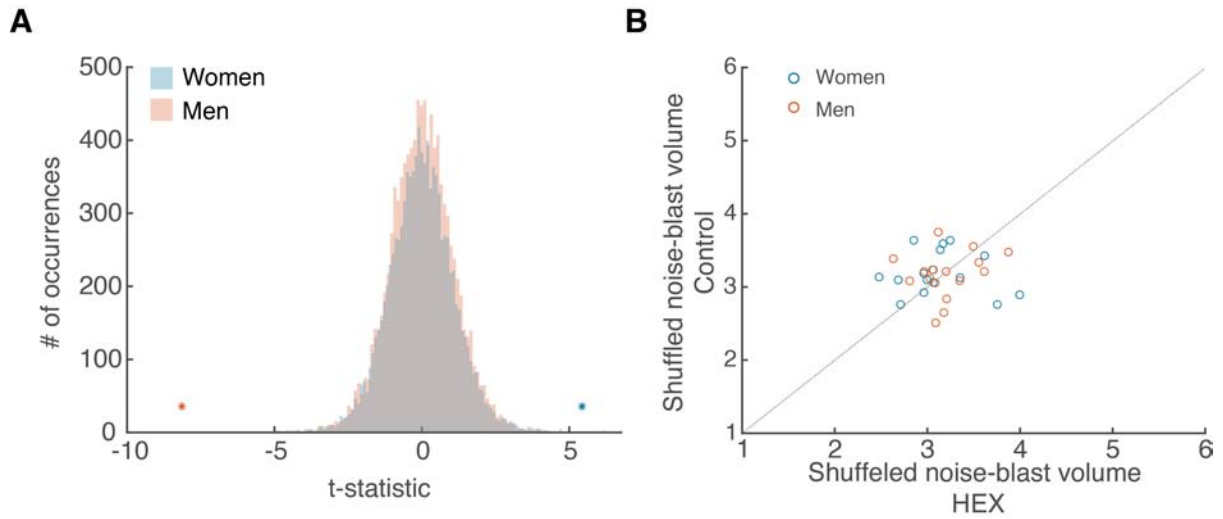 A
500
400
300
200
100
0
# of occurrences
Women
Men
-10
-5
0
5
t-statistic
B
6
5
4
3
2
1
Shuffled noise-blast volume
Control
Women
Men
1
2
3
4
5
6
Shuffeled noise-blast volume
HEX